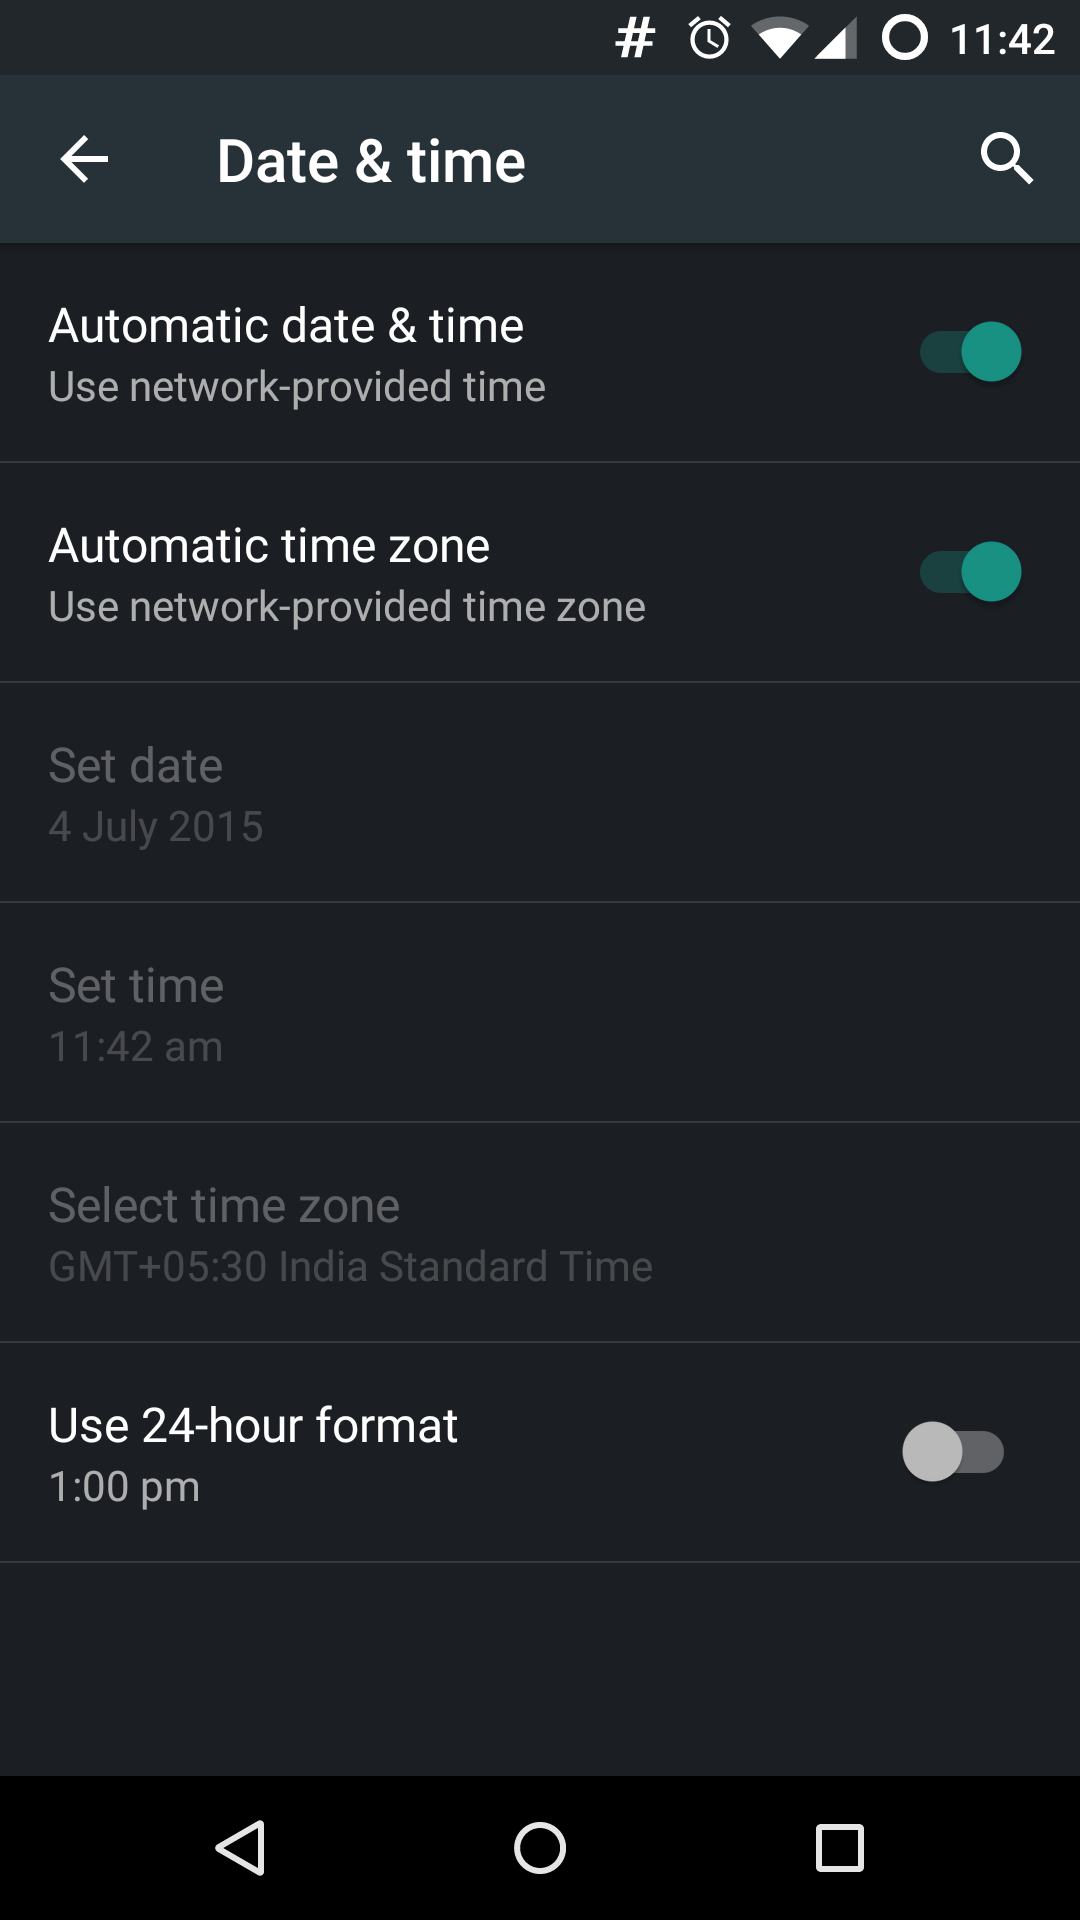 # 11:42
Date & time
Automatic date & time
Use network-provided time
Automatic time zone
Use network-provided time zone
Set date
4 July 2015
Set time
11:42 am
Select time zone
GMT+05:30 India Standard Time
Use 24-hour format
1:00 pm